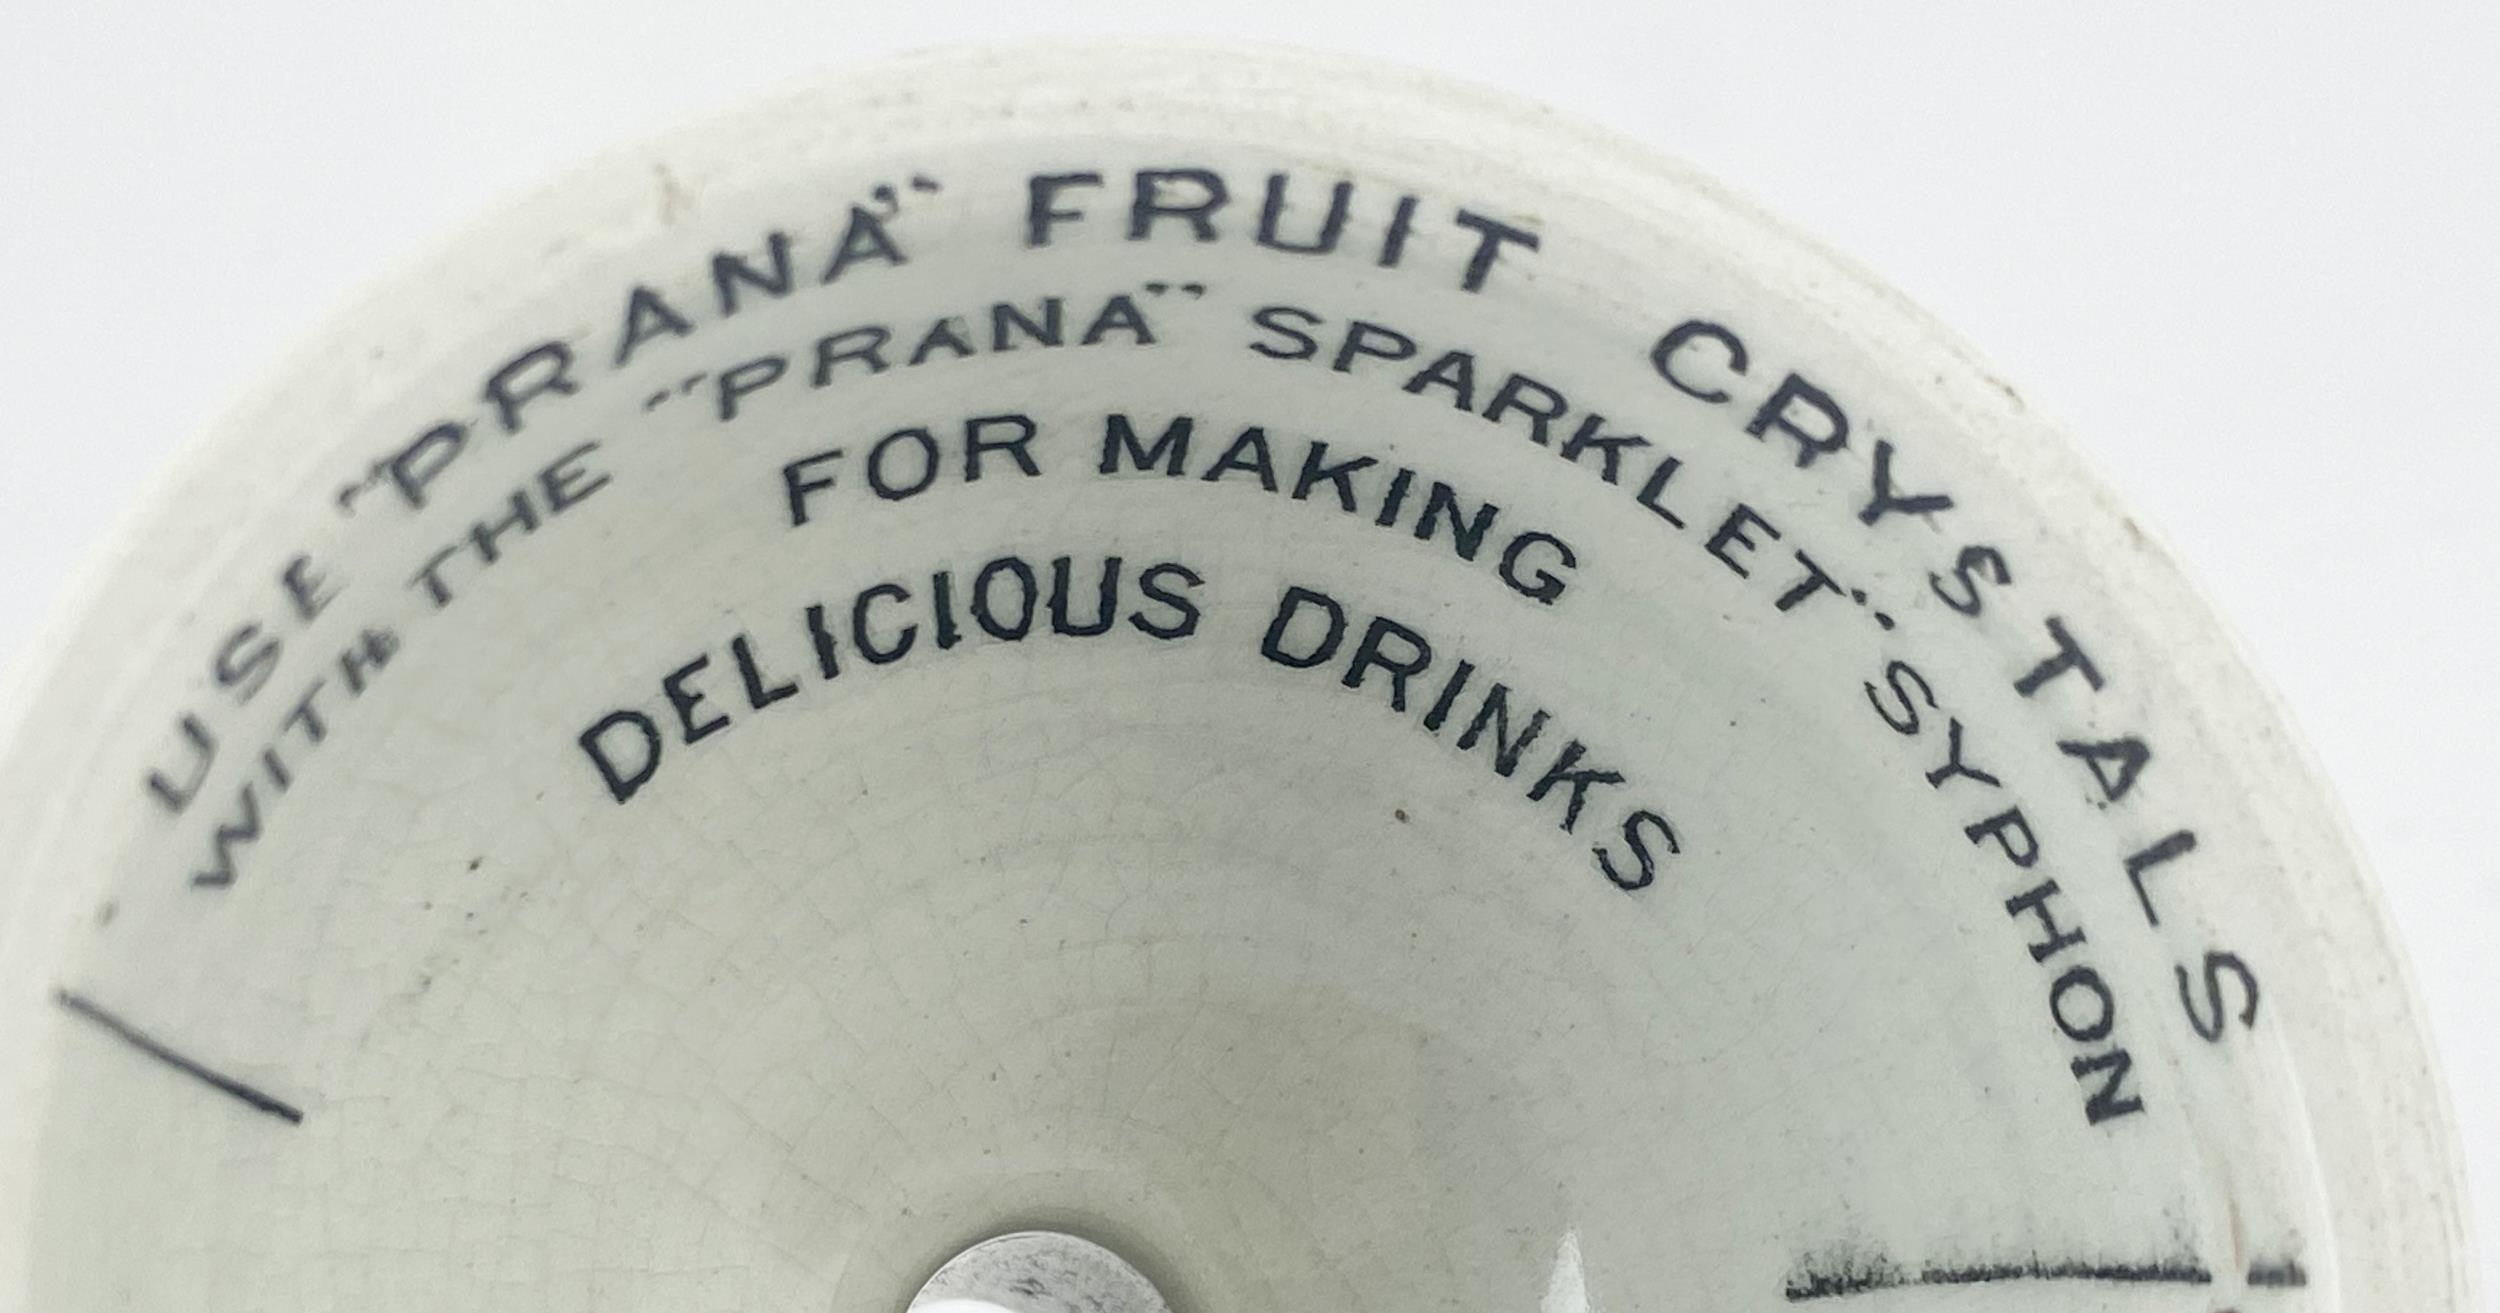 USE "PRANA" FRUIT CRYSTALS
WITH THE "PRANA" SPARKLET" SYPHON
FOR MAKING
DELICIOUS DRINKS